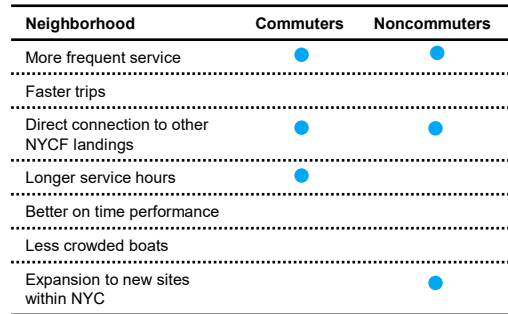 Neighborhood Commuters Noncommuters
More frequent service
Faster trips
Direct connection to other
NYCF landings
Longer service hours
Better on time performance
Less crowded boats
Expansion to new sites
within NYC